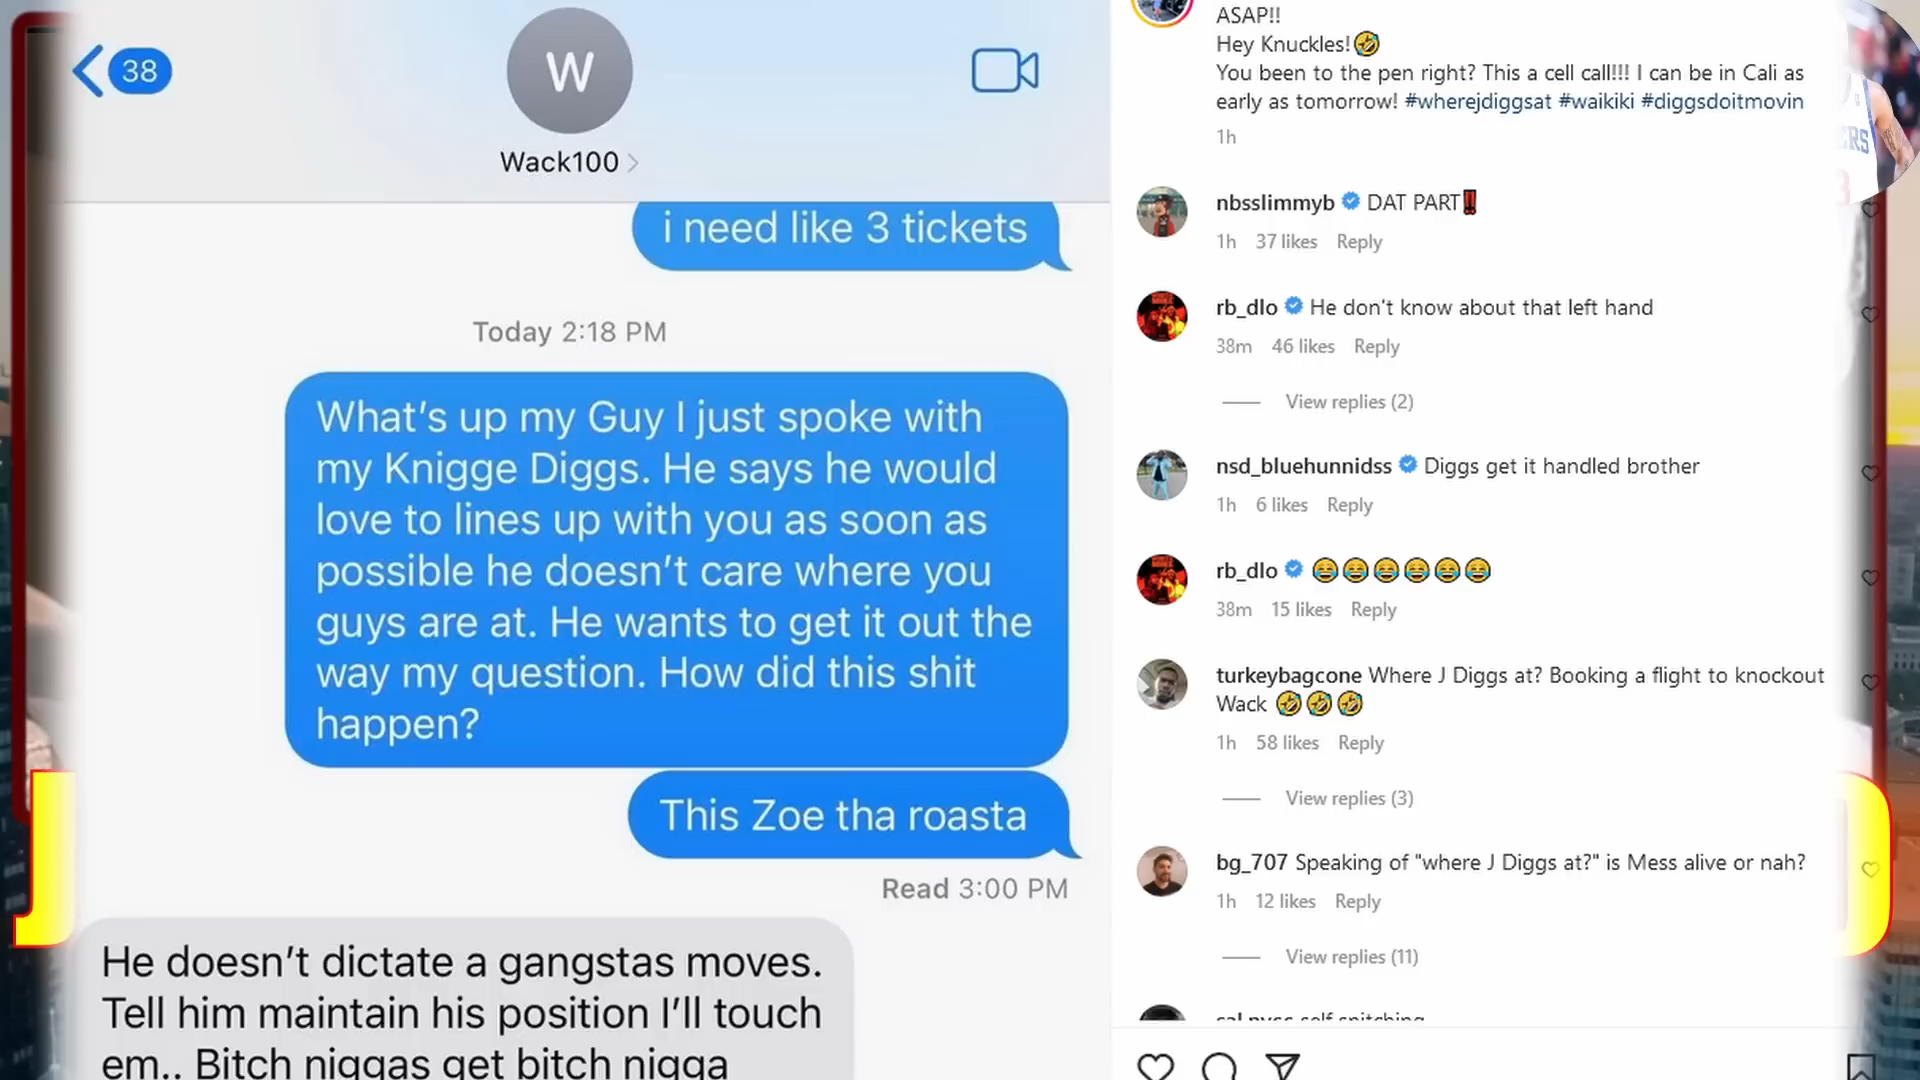 38
W
Wack100
i need like 3 tickets
Today 2:18 PM
What's up my Guy I just spoke with
my Knigge Diggs. He says he would
love to lines up with you as soon as
possible he doesn't care where you
guys are at. He wants to get it out the
way my question. How did this shit
happen?
This Zoe tha roasta
Read 3:00 PM
He doesn't dictate a gangstas moves.
Tell him maintain his position I'll touch
em.. Bitch niggas get bitch nigga
ASAP!!
Hey Knuckles!🤣
You been to the pen right? This a cell call!!! I can be in Cali as
early as tomorrow! #wherejdiggsat #waikiki #diggsdoitmovin
1h
nbsslimmyb DAT PART‼️
1h 37 likes Reply
rb_dlo He don't know about that left hand
38m 46 likes Reply
View replies (2)
nsd_bluehunnidss Diggs get it handled brother
1h 6 likes Reply
rb_dlo 😂😂😂😂😂😂
38m 15 likes Reply
turkeybagcone Where J Diggs at? Booking a flight to knockout
Wack 🤣🤣🤣
1h 58 likes Reply
View replies (3)
bg_707 Speaking of "where J Diggs at?" is Mess alive or nah?
1h 12 likes Reply
View replies (11)
self snitching
ERS
J